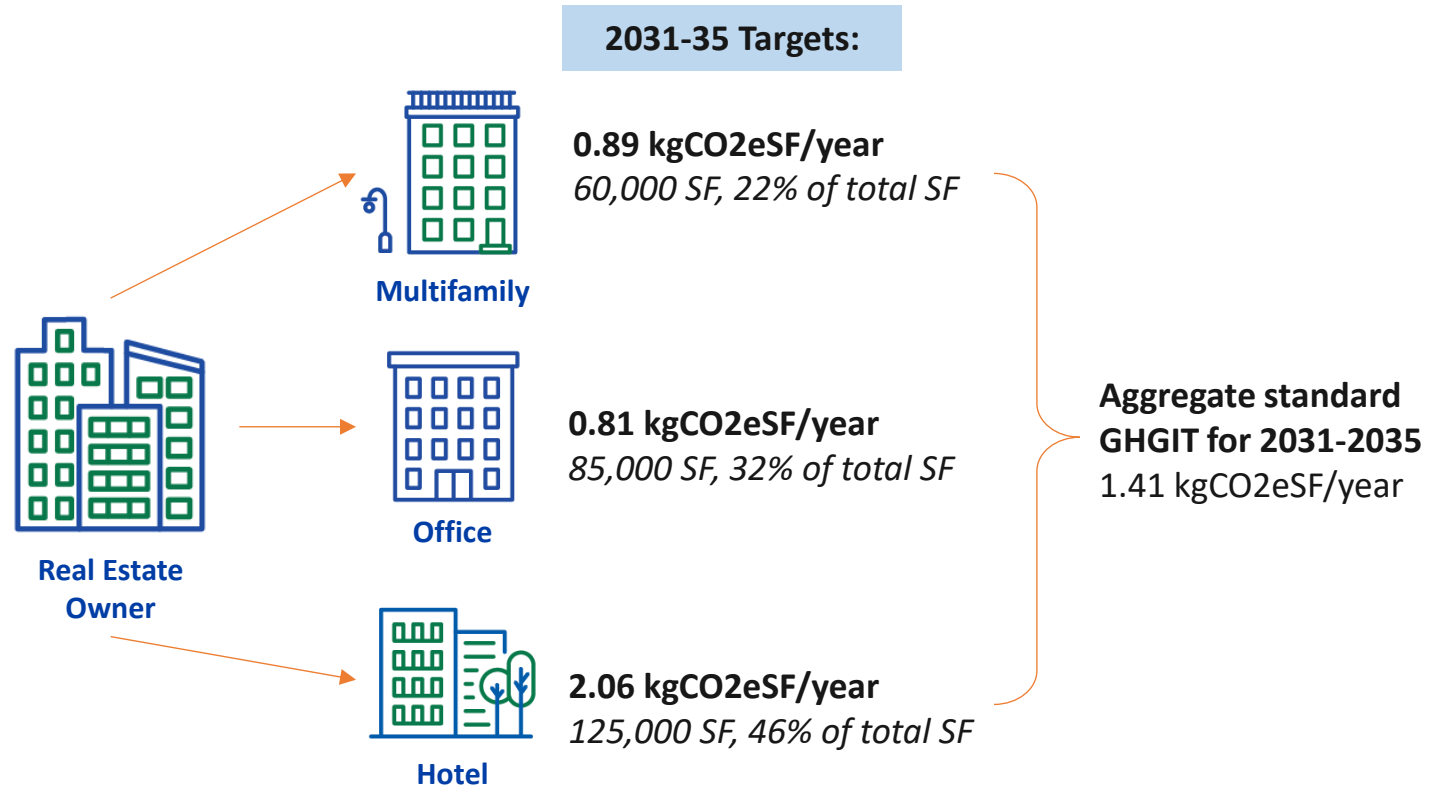 2031-35 Targets:
0.89 kgCO2eSF/year
60,000 SF, 22% of total SF
Multifamily
0.81 kgCO2eSF/year
85,000 SF, 32% of total SF
Office
Real Estate
Owner
2.06 kgCO2eSF/year
125,000 SF, 46% of total SF
Hotel
Aggregate standard
GHGIT for 2031-2035
1.41 kgCO2eSF/year